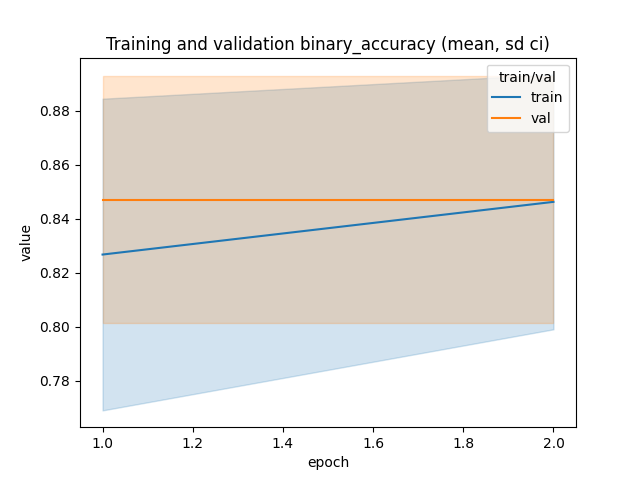 Training and validation binary_accuracy (mean, sd ci)
train/val
train
val
0.88
0.86
0.84
0.82
0.80
0.78
value
1.0 1.2 1.4 1.6 1.8 2.0
epoch